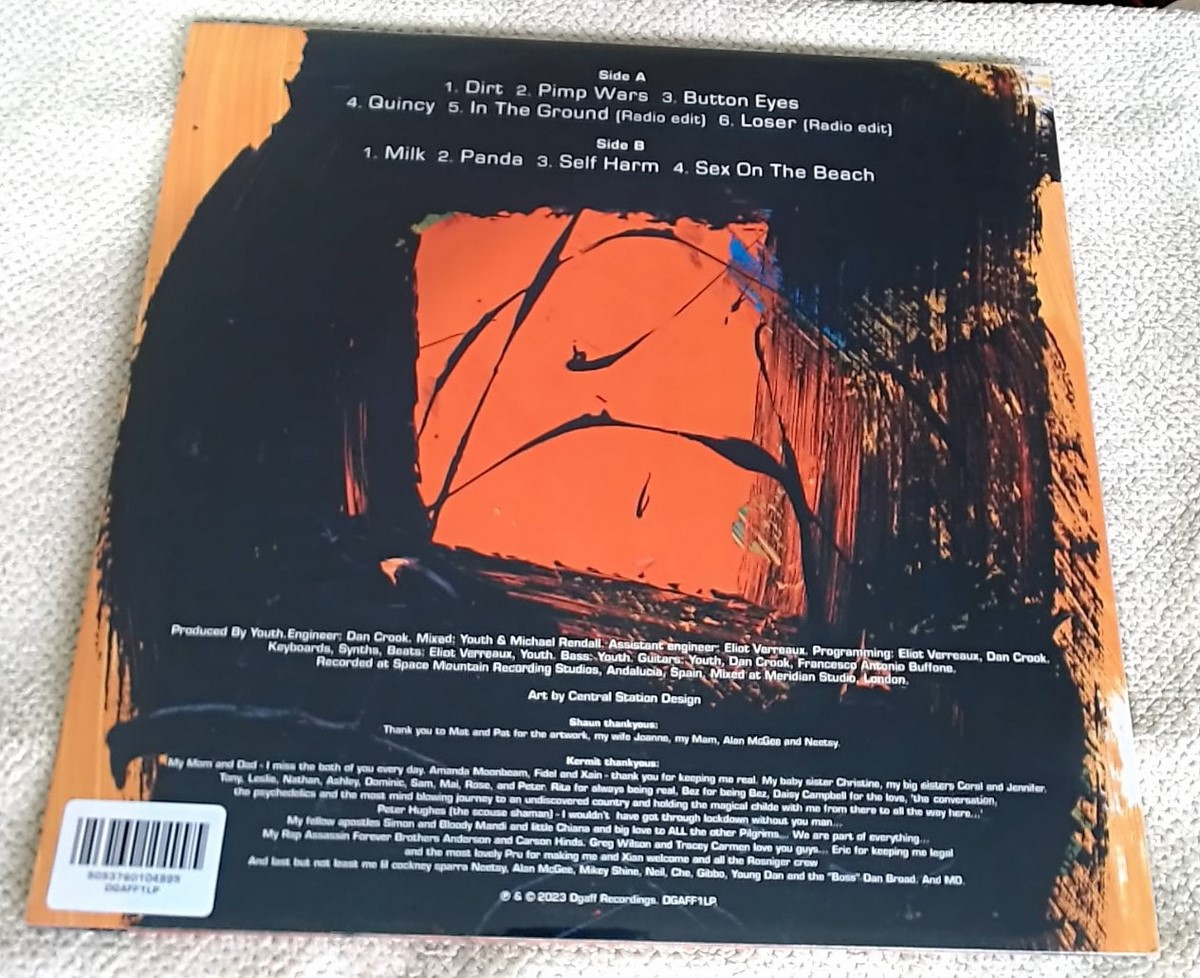 Side A
1. Dirt 2. Pimp Wars 3. Button Eyes
4. Quincy 5. In The Ground (Radio edit) 6. Loser (Radio edit)
Side B
1. Milk 2. Panda 3. Self Harm 4. Sex On The Beach
Produced By Youth. Engineer: Dan Crook. Mixed: Youth & Michael Rendall. Assistant engineer: Eliot Verreaux. Programming: Eliot Verreaux, Dan Crook.
Keyboards, Synths, Beats: Eliot Verreaux, Youth. Bass: Youth. Guitars: Youth, Dan Crook, Francesco Antonio Buffone.
Recorded at Space Mountain Recording Studios, Andalucia, Spain. Mixed at Meridian Studio, London.
Art by Central Station Design
Shaun thankyous:
Thank you to Mat and Pat for the artwork, my wife Joanne, my Mam, Alan McGee and Neetsy.
Kermit thankyous:
My Mom and Dad - I miss the both of you every day. Amanda Moonbeam, Fidel and Xain - thank you for keeping me real. My baby sister Christine, my big sisters Coral and Jennifer.
Tony, Leslie, Nathan, Ashley, Dominic, Sam, Mai, Rose, and Peter. Rita for always being real, Bez for being Bez, Daisy Campbell for the love, 'the conversation,
the psychedelics and the most mind blowing journey to an undiscovered country and holding the magical childe with me from there to all the way here...'
Peter Hughes (the scouse shaman) - I wouldn't have got through lockdown without you man...
My fellow apostles Simon and Bloody Mandi and little Chiana and big love to ALL the other Pilgrims... We are part of everything...
My Rap Assassin Forever Brothers Anderson and Carson Hinds. Greg Wilson and Tracey Carmen love you guys... Eric for keeping me legal
and the most lovely Pru for making me and Xian welcome and all the Rosniger crew
And last but not least me lil cockney sparra Neetsy, Alan McGee, Mikey Shine, Neil, Che, Gibbo, Young Dan and the "Boss" Dan Broad. And MD.
℗ & © 2023 Dgaff Recordings. DGAFF1LP.
DGAFF1LP